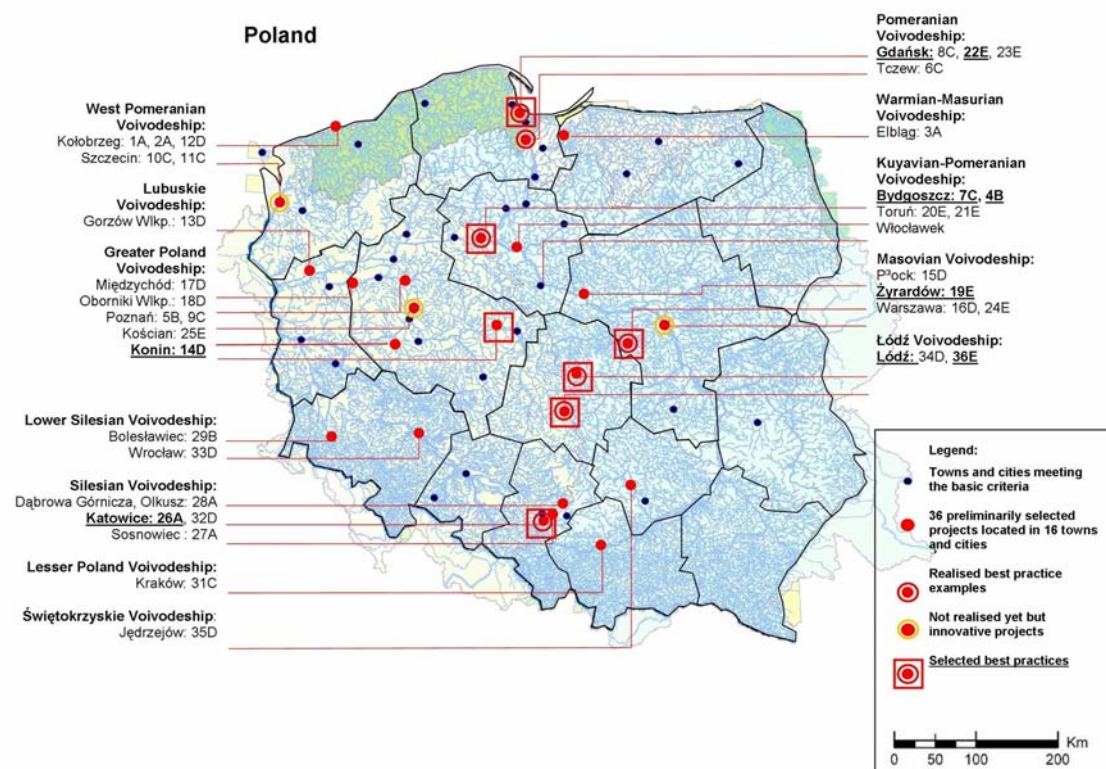 Poland
West Pomeranian
Voivodeship:
Kołobrzeg: 1A, 2A, 12D
Szczecin: 10C, 11C
Lubuskie
Voivodeship:
Gorzów Wlkp.: 13D
Greater Poland
Voivodeship:
Międzychód: 17D
Oborniki Wlkp.: 18D
Poznań: 5B, 9C
Kościan: 25E
Konin: 14D
Lower Silesian Voivodeship:
Bolesławiec: 29B
Wrocław: 33D
Silesian Voivodeship:
Dąbrowa Górnicza, Olkusz: 28A
Katowice: 26A, 32D
Sosnowiec : 27A
Lesser Poland Voivodeship:
Kraków: 31C
Świętokrzyskie Voivodeship:
Jędrzejów: 35D
Pomeranian
Voivodeship:
Gdańsk: 8C, 22E, 23E
Tczew: 6C
Warmian-Masurian
Voivodeship:
Elbląg: 3A
Kuyavian-Pomeranian
Voivodeship:
Bydgoszcz: 7C, 4B
Toruń: 20E, 21E
Włocławek
Masovian Voivodeship:
P³ock: 15D
Żyrardów: 19E
Warszawa: 16D, 24E
Łódź Voivodeship:
Łódź: 34D, 36E
Legend:
Towns and cities meeting
the basic criteria
36 preliminarily selected
projects located in 16 towns
and cities
Realised best practice
examples
Not realised yet but
innovative projects
Selected best practices
Km
0 50 100 200